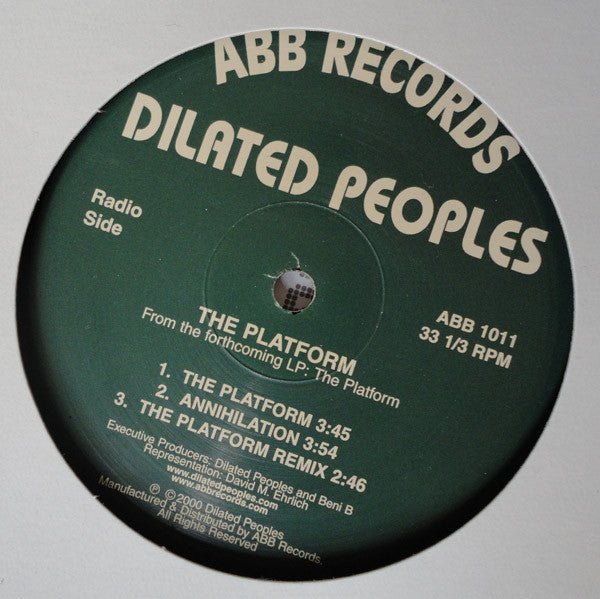 ABB RECORDS
DILATED PEOPLES
Radio
Side
ABB 1011
33 1/3 RPM
THE PLATFORM
From the forthcoming LP: The Platform
1. THE PLATFORM 3:45
2. ANNIHILATION 3:54
3. THE PLATFORM REMIX 2:46
Executive Producers: Dilated Peoples and Beni B
Representation: David M. Ehrlich
www.dilatedpeoples.com
www.abbrecords.com
℗ © 2000 Dilated Peoples
Manufactured & Distributed by ABB Records,
All Rights Reserved